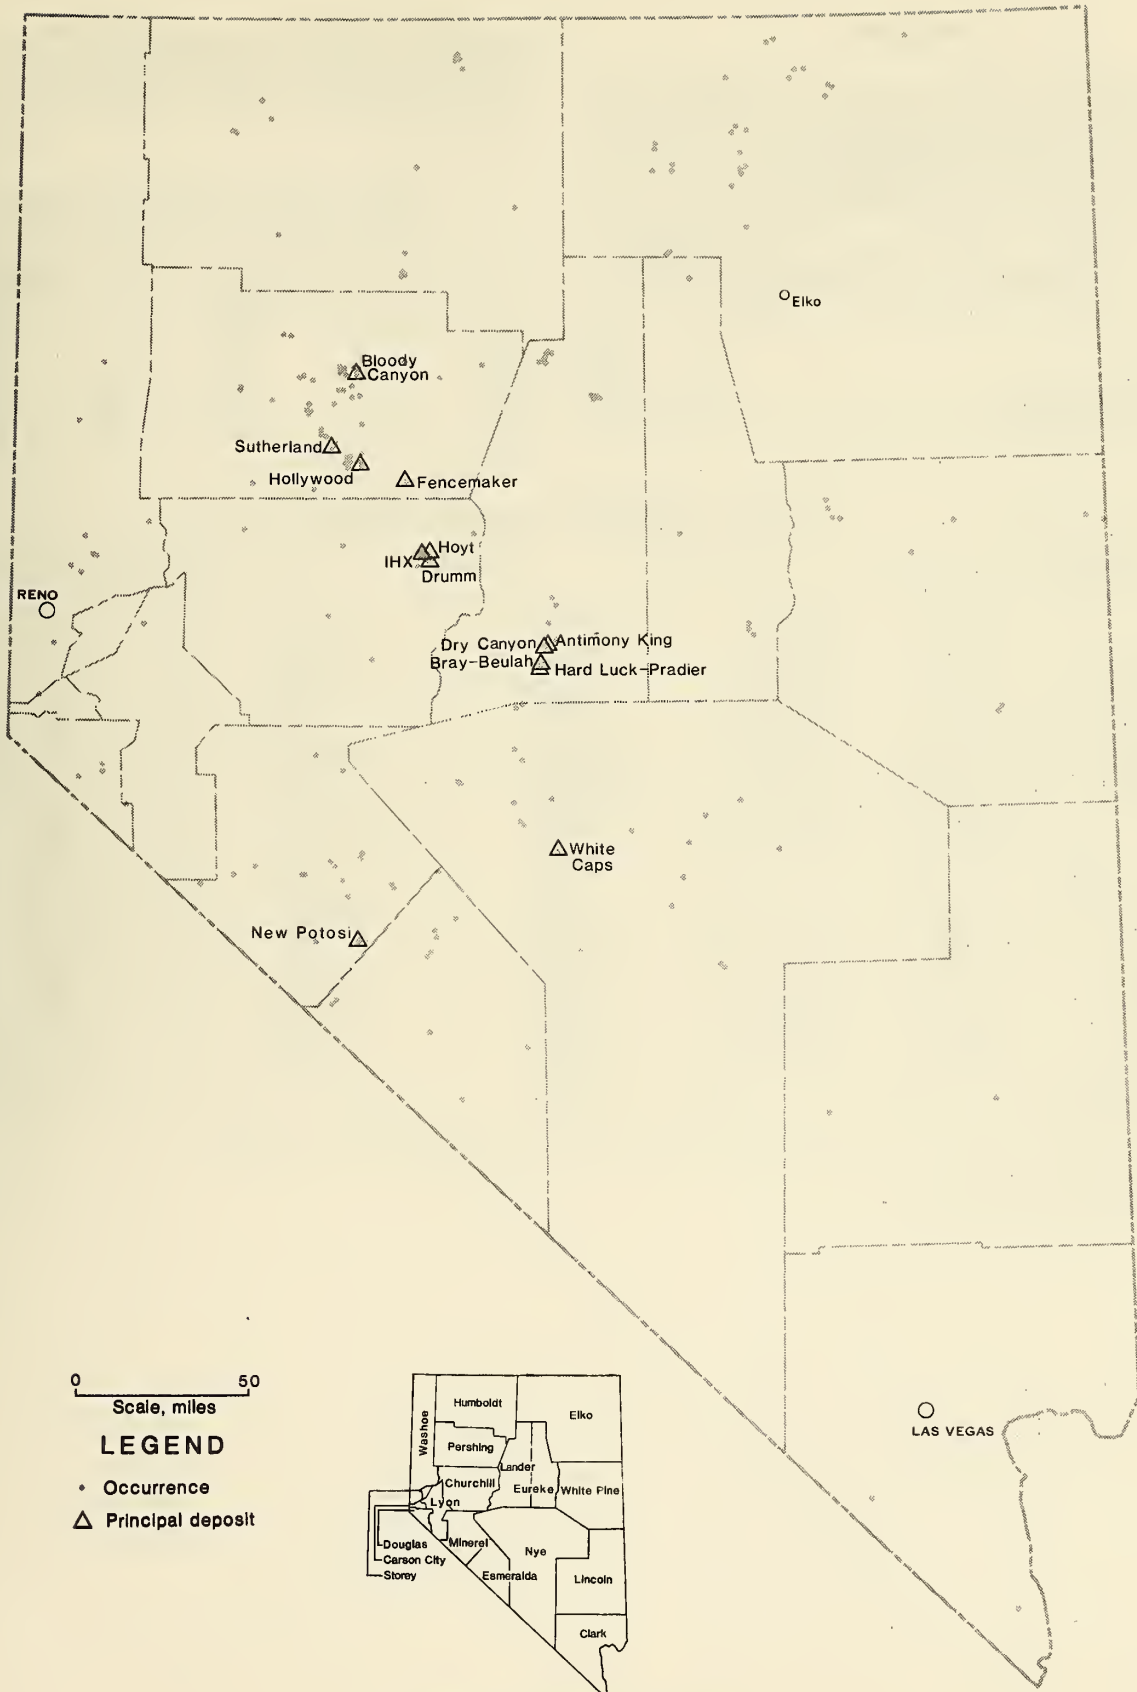 Elko
Bloody
Canyon
Sutherland
Hollywood
Fencemaker
Hoyt
IHX
Drumm
RENO
Dry Canyon
Antimony King
Bray-Beulah
Hard Luck-Pradier
White
Caps
New Potosi
0 50
Scale, miles
LEGEND
Occurrence
Principal deposit
LAS VEGAS
Humboldt
Elko
Washoe
Pershing
Lander
Churchill
Eureke
White Pine
Lyon
Douglas
Minerel
Nye
Carson City
Storey
Esmeralda
Lincoln
Clark